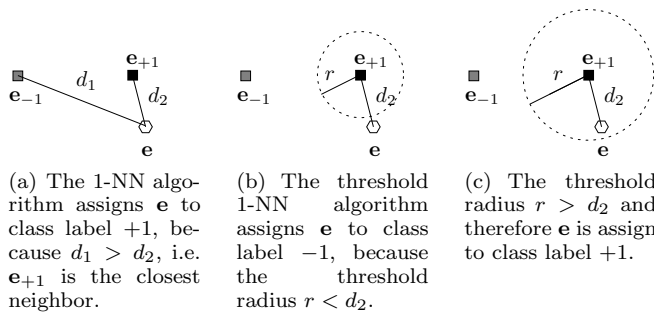 e+1
d1
d2
e−1
e
e+1
r
d2
e−1
e
e+1
r
d2
e−1
e
(a) The 1-NN algo-
rithm assigns e to
class label +1, be-
cause d1 > d2, i.e.
e+1 is the closest
neighbor.
(b) The threshold
1-NN algorithm
assigns e to class
label −1, because
the threshold
radius r < d2.
(c) The threshold
radius r > d2 and
therefore e is assign
to class label +1.